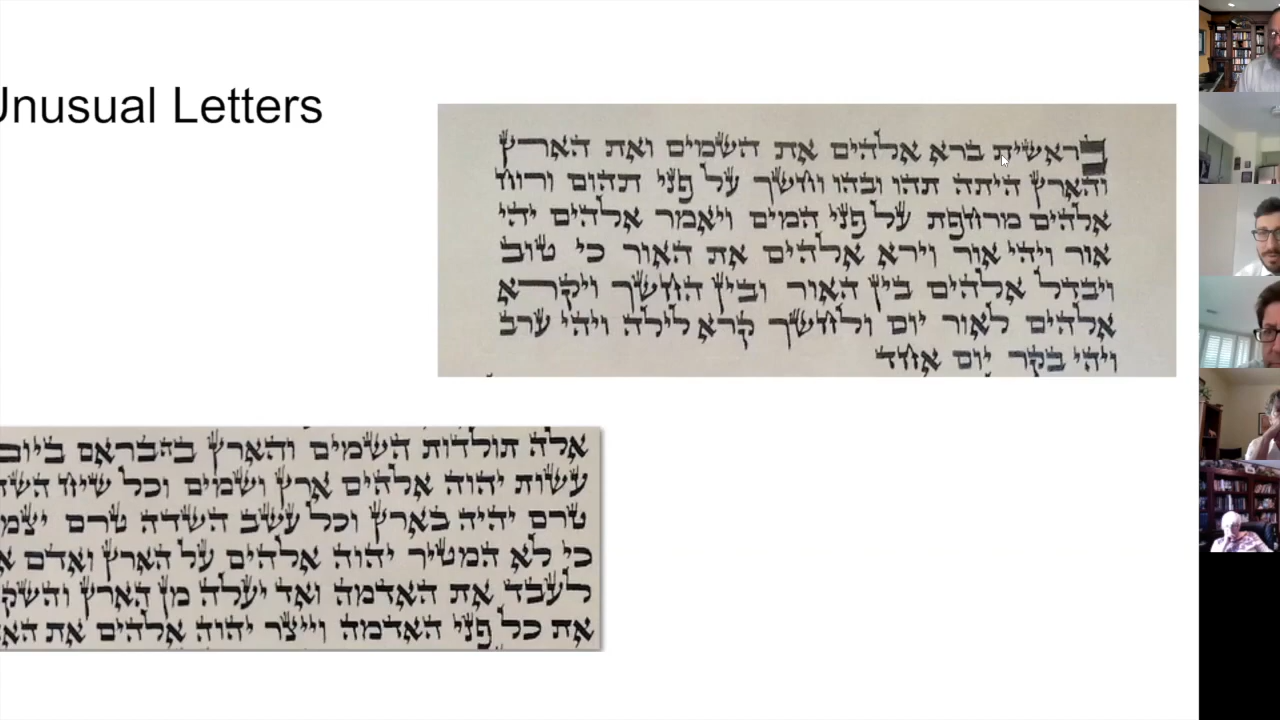 Unusual Letters
בראשית ברא אלהים את השמים ואת הארץ
והארץ היתה תהו ובהו וחשך על פני תהום ורוח
אלהים מרחפת על פני המים ויאמר אלהים יהי
אור ויהי אור וירא אלהים את האור כי טוב
ויבדל אלהים בין האור ובין החשך ויקרא
אלהים לאור יום ולחשך קרא לילה ויהי ערב
ויהי בקר יום אחד
אלה תולדות השמים והארץ בהבראם ביום
עשות יהוה אלהים ארץ ושמים וכל שיח השד
טרם יהיה בארץ וכל עשב השדה טרם יצמ
כי לא המטיר יהוה אלהים על הארץ ואדם א
לעבד את האדמה ואד יעלה מן הארץ והשק
את כל פני האדמה וייצר יהוה אלהים את הא